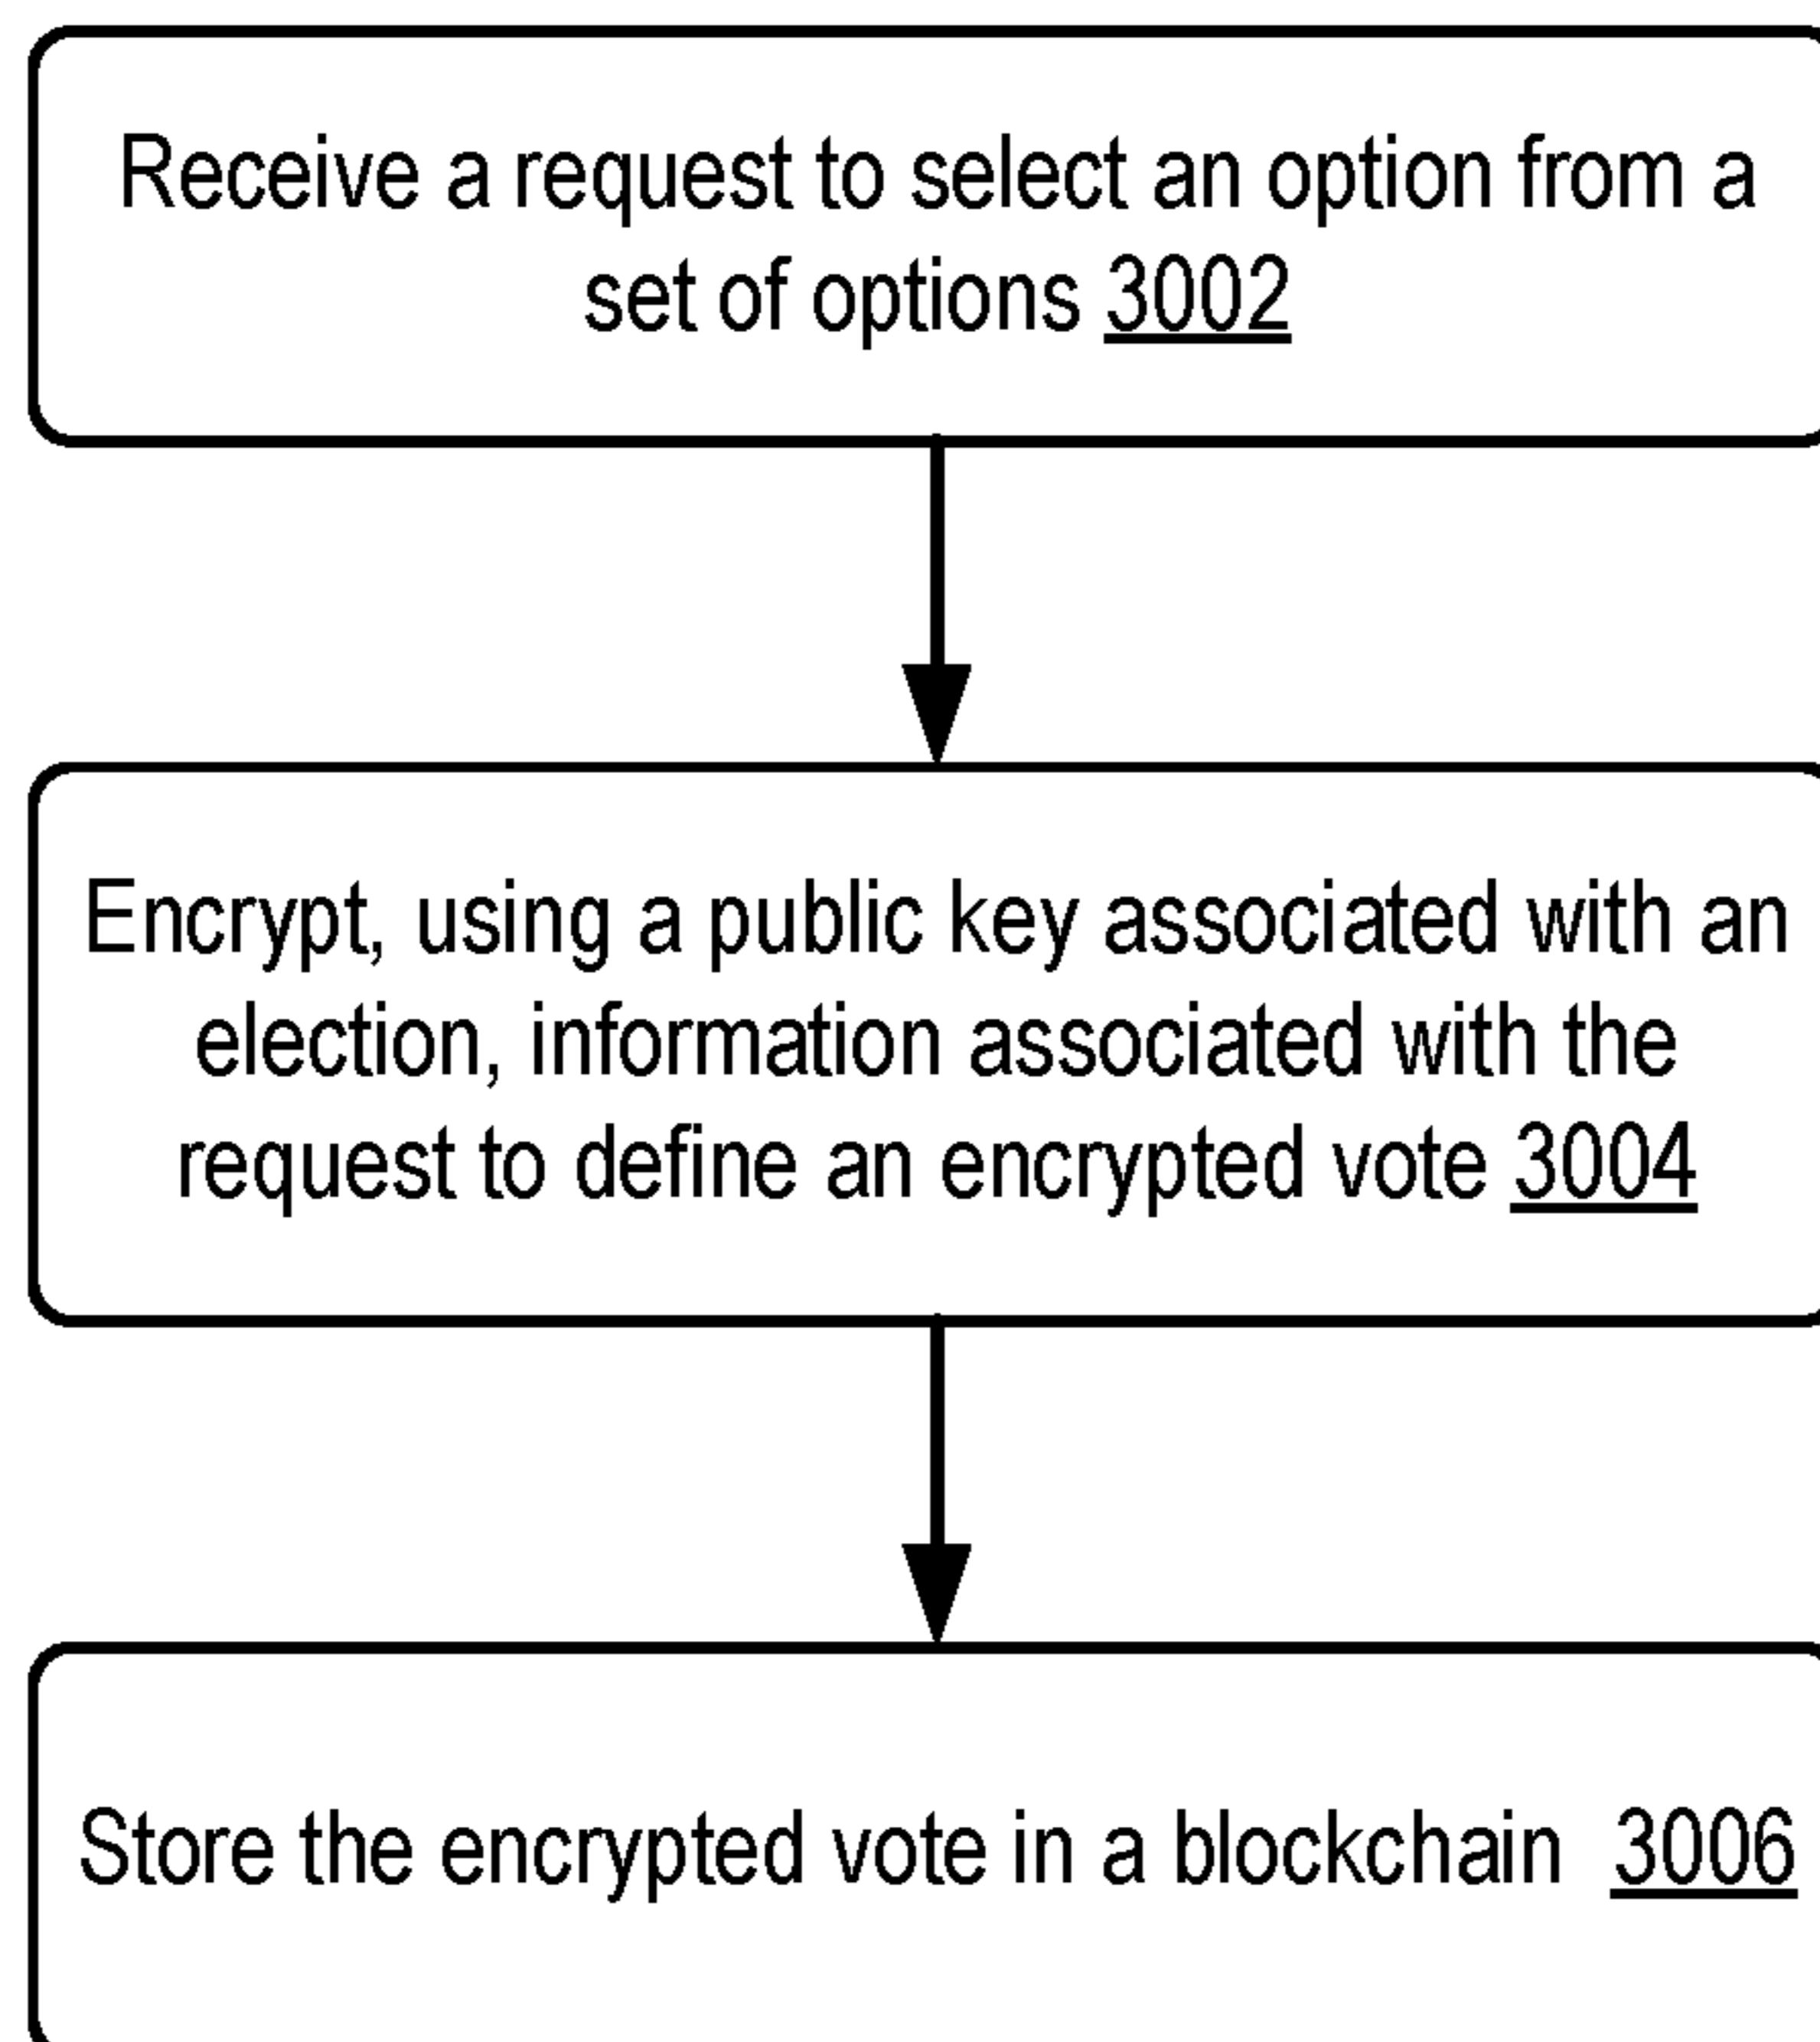 Receive a request to select an option from a
set of options 3002
Encrypt, using a public key associated with an
election, information associated with the
request to define an encrypted vote 3004
Store the encrypted vote in a blockchain 3006